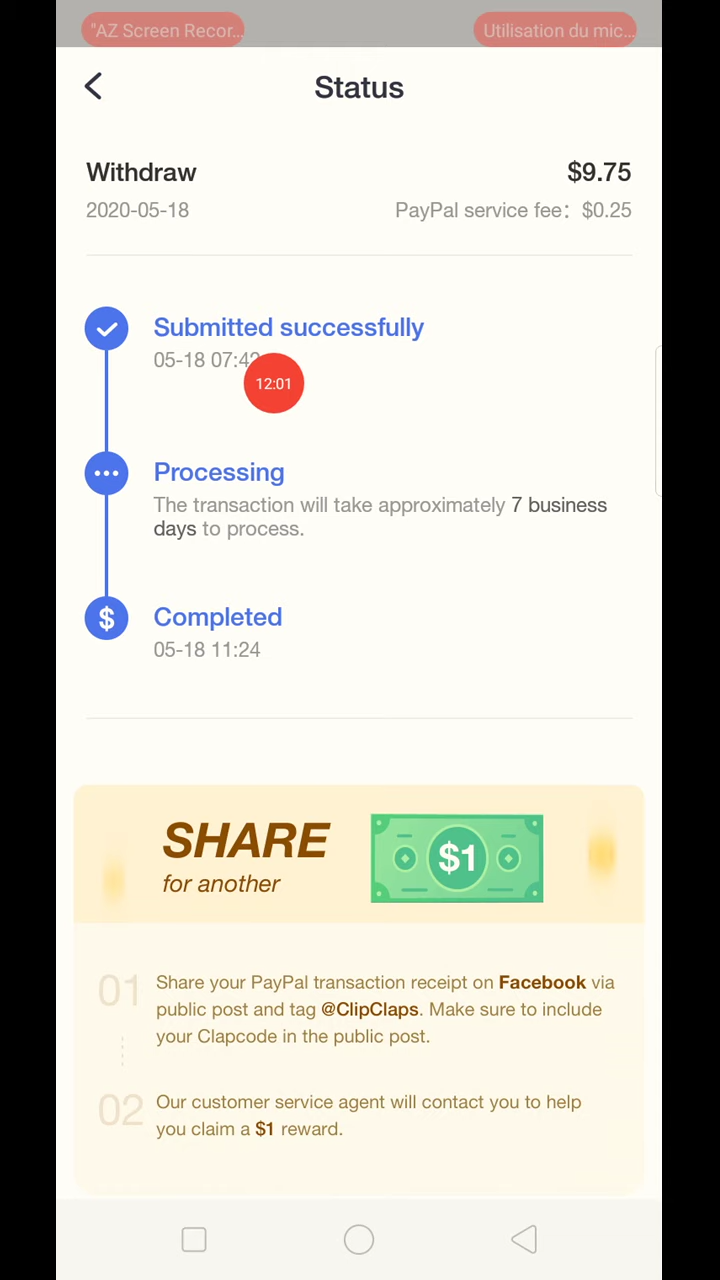 "AZ Screen Recor... Utilisation du mic...
Status
Withdraw $9.75
2020-05-18 PayPal service fee: $0.25
Submitted successfully
05-18 07:42
12:01
Processing
The transaction will take approximately 7 business
days to process.
Completed
05-18 11:24
SHARE
for another
$1
01 Share your PayPal transaction receipt on Facebook via
public post and tag @ClipClaps. Make sure to include
your Clapcode in the public post.
02 Our customer service agent will contact you to help
you claim a $1 reward.